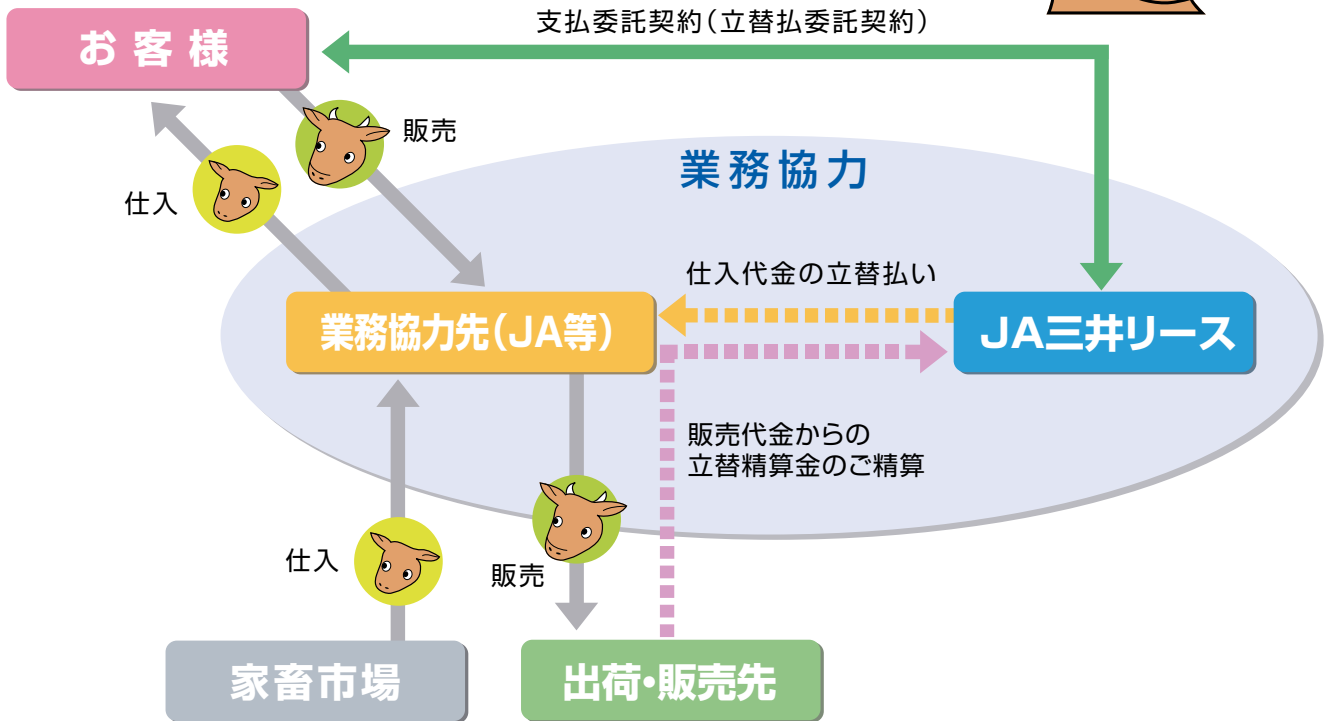 支払委託契約（立替払委託契約）
お客様
販売
業務協力
仕入
仕入代金の立替払い
業務協力先（JA等）
JA三井リース
販売代金からの
立替精算金のご精算
仕入
販売
家畜市場
出荷・販売先